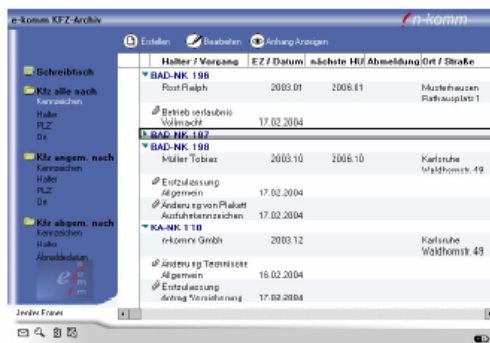 e-komm KFZ-Archiv
n-komm
Erstellen Bearbeiten Anhang Anzeigen
Halter / Vorgang EZ / Datum nächste HU Abmeldung Ort / Straße
Schreibtisch
Kfz alle nach
Kennzeichen
Halter
PLZ
Ort
Kfz angem. nach
Kennzeichen
Halter
PLZ
Ort
Kfz abgem. nach
Kennzeichen
Halter
Abmeldedatum
BAD-NK 196
Rost Ralph 2003.01 2006.01 Musterhausen
Rathausplatz 1
Betriebserlaubnis
Vollmacht 17.02.2004
BAD-NK 197
BAD-NK 198
Müller Tobias 2003.10 2006.10 Karlsruhe
Waldhornstr. 49
Erstzulassung
Allgemein 17.02.2004
Änderung von Plakett
Ausfuhrkennzeichen 17.02.2004
KA-NK 110
n-komm Gmbh 2003.12 Karlsruhe
Waldhornstr. 49
Änderung Technische
Allgemein 16.02.2004
Erstzulassung
Antrag Versicherung 17.02.2004